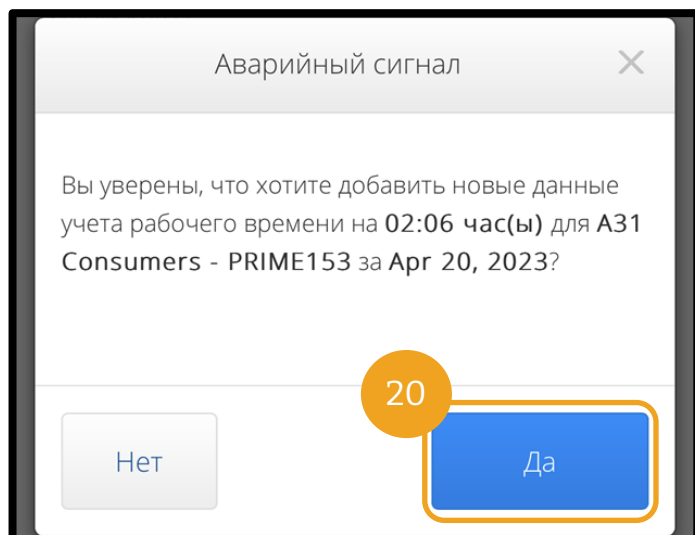 Аварийный сигнал
Вы уверены, что хотите добавить новые данные
учета рабочего времени на 02:06 час(ы) для A31
Consumers - PRIME153 за Apr 20, 2023?
20
Нет
Да